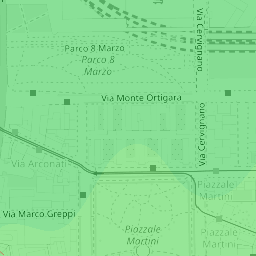 Via Cervignano
Parco 8 Marzo
Parco 8
Marzo
Via Monte Ortigara
Via Cervignano
Via Arconati
Piazzale
Martini
Via Marco Greppi
Piazzale
Martini
Piazzale
Martini